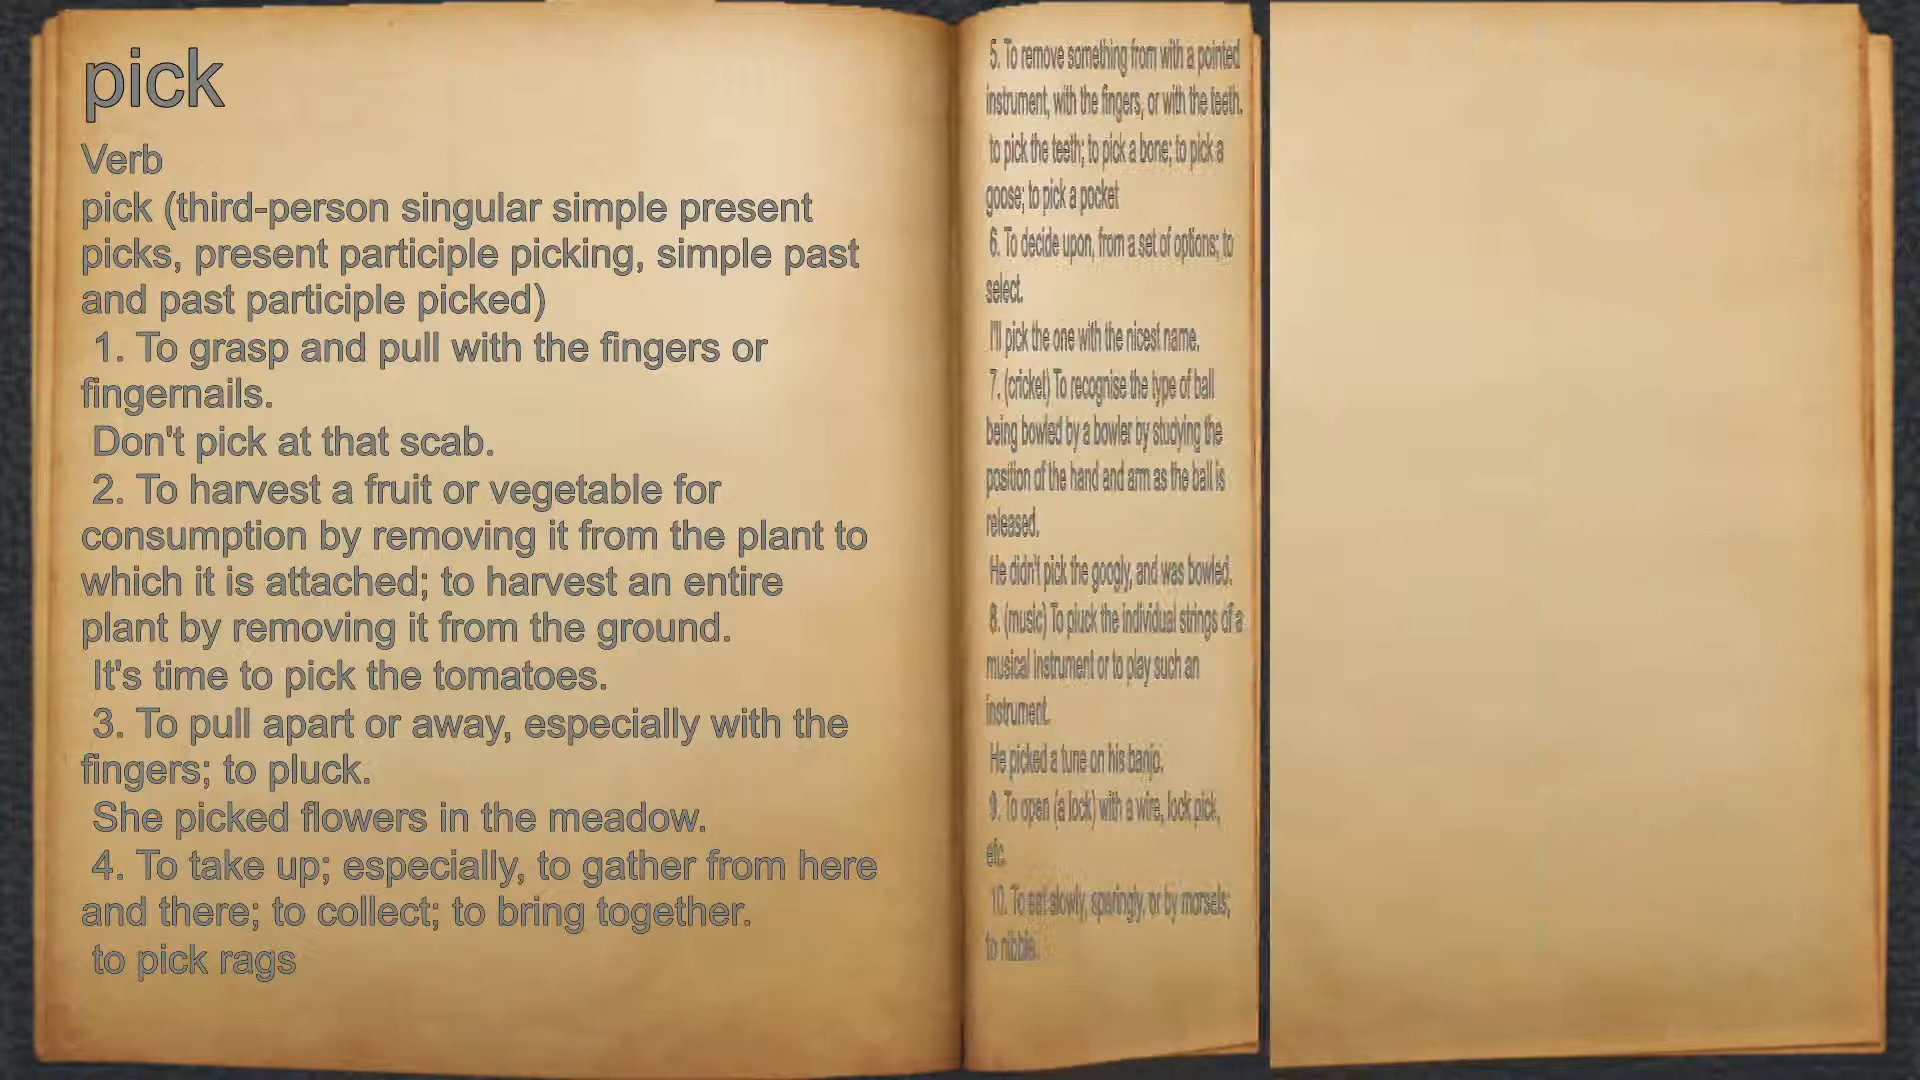 pick
Verb
pick (third-person singular simple present
picks, present participle picking, simple past
and past participle picked)
1. To grasp and pull with the fingers or
fingernails.
Don't pick at that scab.
2. To harvest a fruit or vegetable for
consumption by removing it from the plant to
which it is attached; to harvest an entire
plant by removing it from the ground.
It's time to pick the tomatoes.
3. To pull apart or away, especially with the
fingers; to pluck.
She picked flowers in the meadow.
4. To take up; especially, to gather from here
and there; to collect; to bring together.
to pick rags
5. To remove something from with a pointed
instrument, with the fingers, or with the teeth.
to pick the teeth; to pick a bone; to pick a
goose; to pick a pocket
6. To decide upon, from a set of options; to
select.
I'll pick the one with the nicest name.
7. (cricket) To recognise the type of ball
being bowled by a bowler by studying the
position of the hand and arm as the ball is
released.
He didn't pick the googly, and was bowled.
8. (music) To pluck the individual strings of a
musical instrument or to play such an
instrument.
He picked a tune on his banjo.
9. To open (a lock) with a wire, lock pick,
etc.
10. To eat slowly, sparingly, or by morsels;
to nibble.